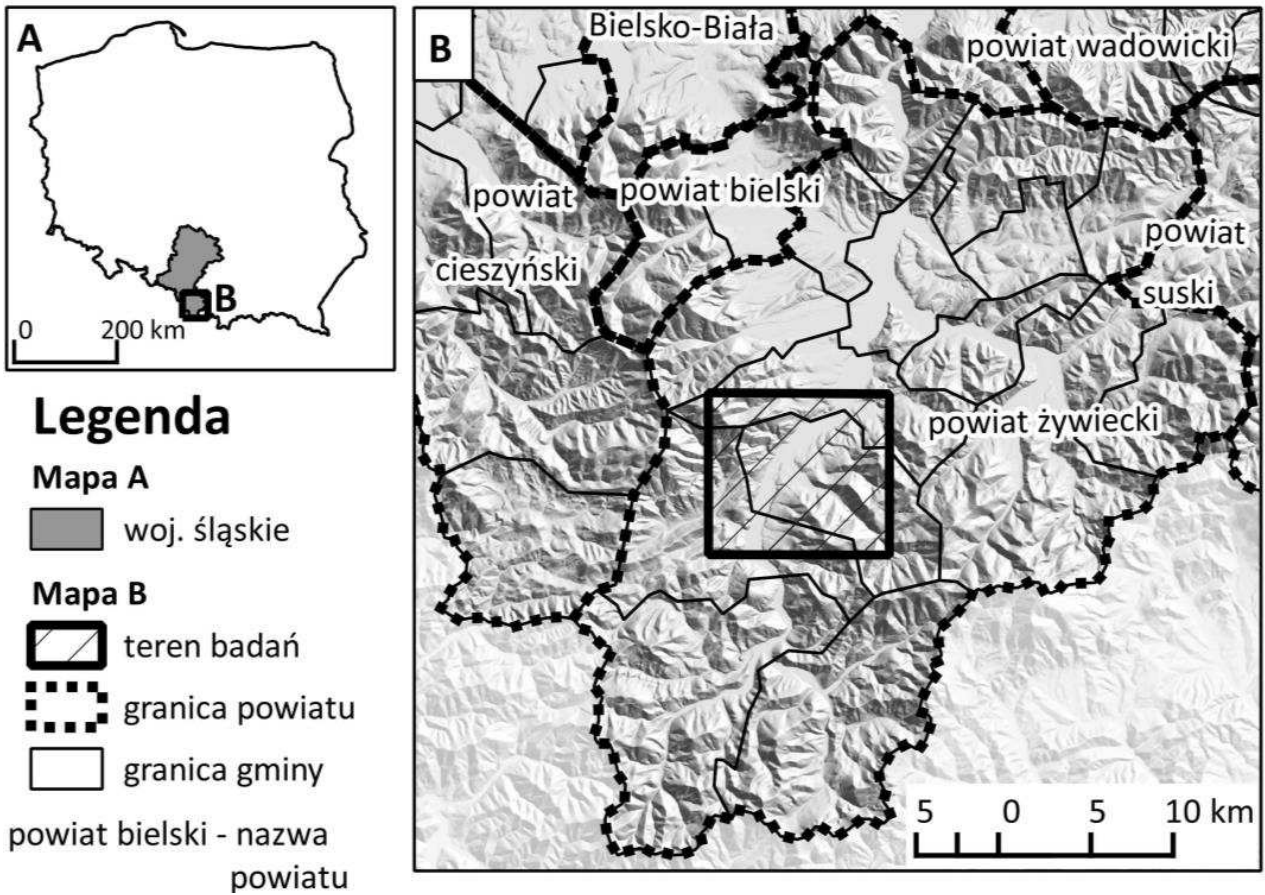 A
B
0
200 km
Legenda
Mapa A
woj. śląskie
Mapa B
teren badań
granica powiatu
granica gminy
powiat bielski - nazwa
powiatu
B
Bielsko-Biała
powiat wadowicki
powiat
cieszyński
powiat bielski
powiat
suski
powiat żywiecki
5 0 5 10 km